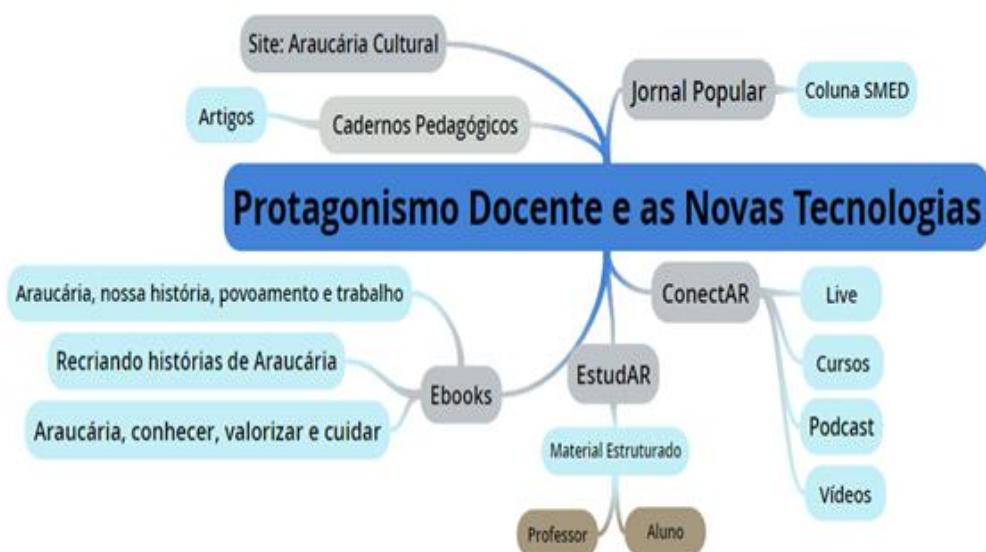 Site: Araucária Cultural
Jornal Popular
Coluna SMED
Artigos
Cadernos Pedagógicos
Protagonismo Docente e as Novas Tecnologias
Araucária, nossa história, povoamento e trabalho
Recriando histórias de Araucária
Araucária, conhecer, valorizar e cuidar
Ebooks
EstudAR
Material Estruturado
Professor
Aluno
ConectAR
Live
Cursos
Podcast
Vídeos